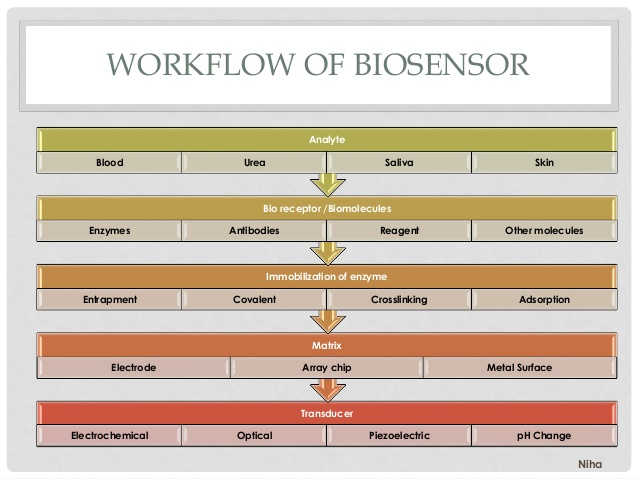 WORKFLOW OF BIOSENSOR
Analyte
Blood Urea Saliva Skin
Bio receptor /Biomolecules
Enzymes Antibodies Reagent Other molecules
Immobilization of enzyme
Entrapment Covalent Crosslinking Adsorption
Matrix
Electrode Array chip Metal Surface
Transducer
Electrochemical Optical Piezoelectric pH Change
Niha